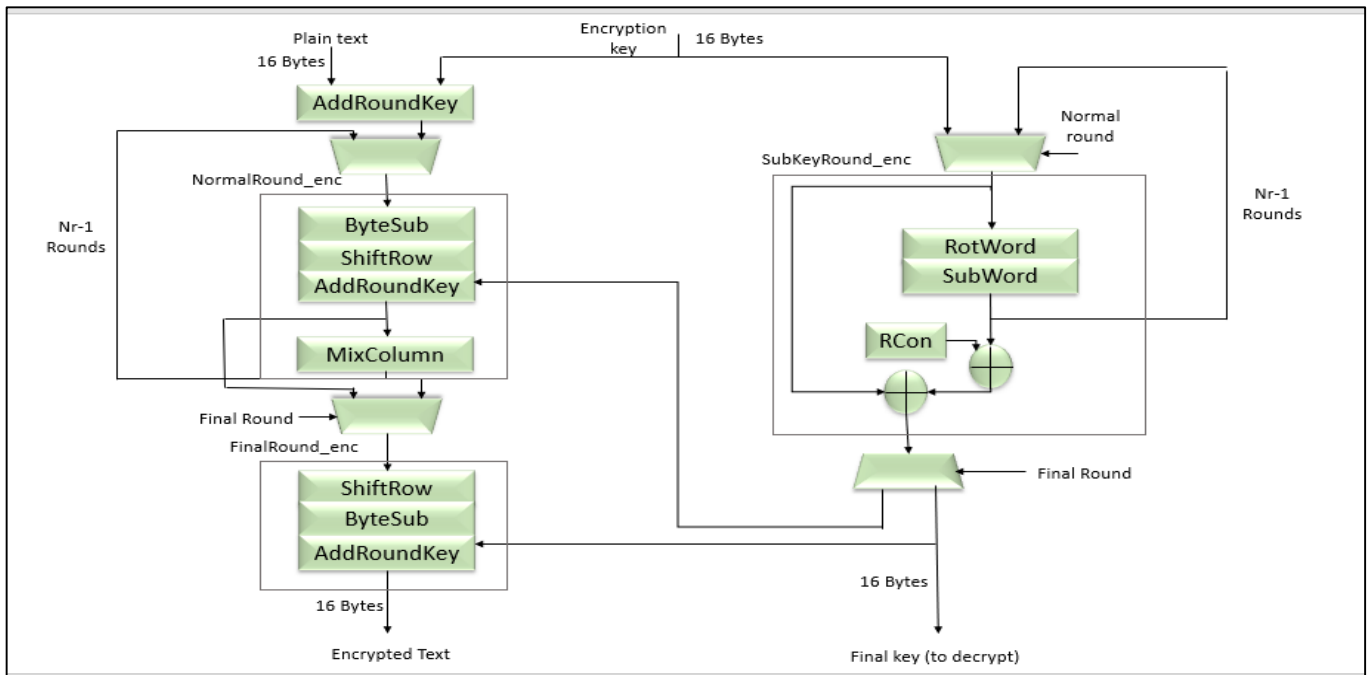 Plain text
16 Bytes
Encryption
key
16 Bytes
AddRoundKey
Normal
round
SubKeyRound_enc
NormalRound_enc
Nr-1
Rounds
ByteSub
ShiftRow
AddRoundKey
MixColumn
Nr-1
Rounds
RotWord
SubWord
RCon
Final Round
FinalRound_enc
Final Round
ShiftRow
ByteSub
AddRoundKey
16 Bytes
16 Bytes
Encrypted Text
Final key (to decrypt)